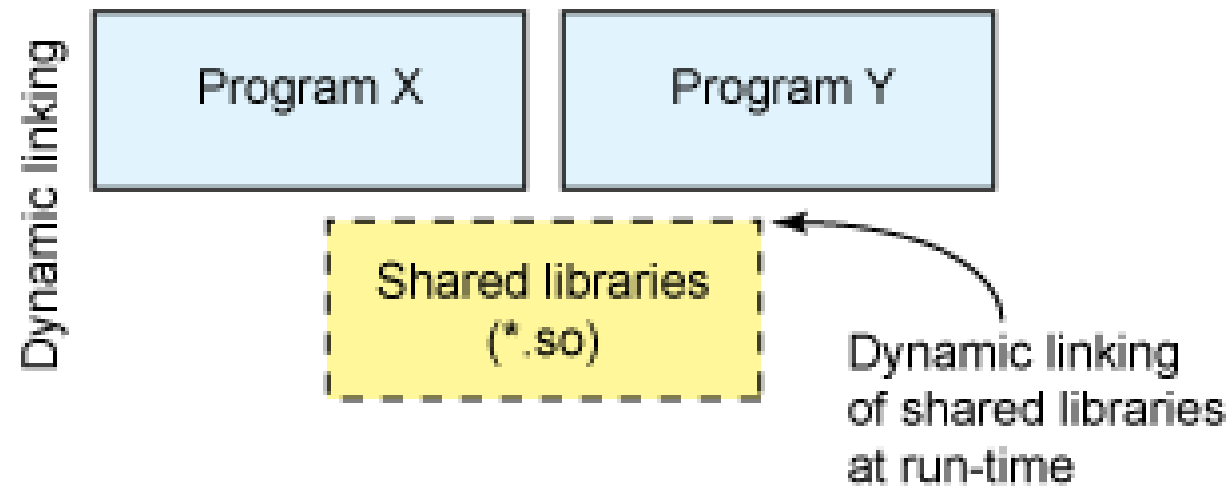 Dynamic linking
Program X
Program Y
Shared libraries
(*.so)
Dynamic linking
of shared libraries
at run-time